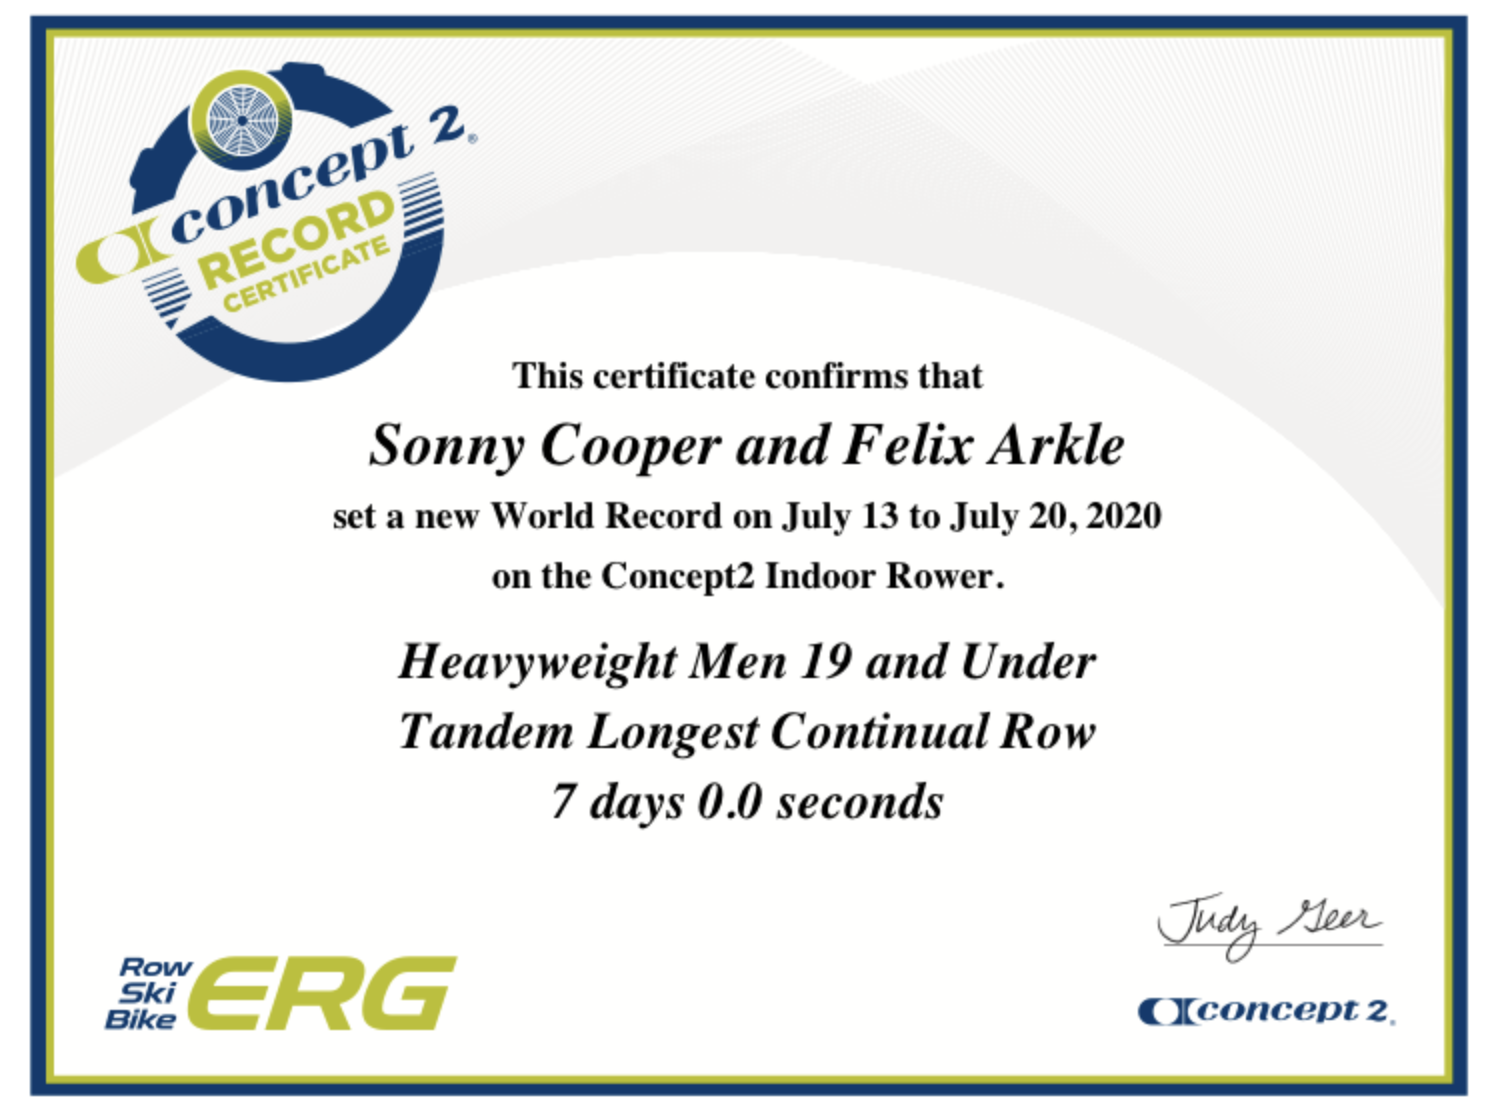 concept 2®
RECORD
CERTIFICATE
This certificate confirms that
Sonny Cooper and Felix Arkle
set a new World Record on July 13 to July 20, 2020
on the Concept2 Indoor Rower.
Heavyweight Men 19 and Under
Tandem Longest Continual Row
7 days 0.0 seconds
Judy Geer
Row
Ski
Bike
ERG
concept 2